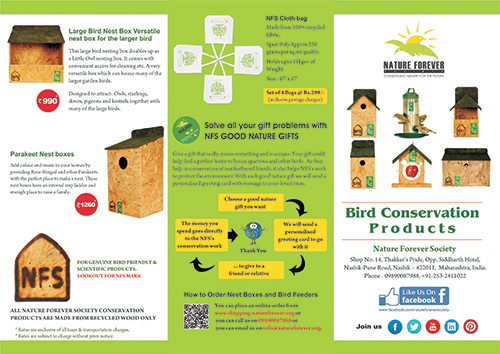 Large Bird Nest Box Versatile
nest box for the larger bird
This large bird nesting box doubles up as
a Little Owl nesting box. It comes with
convenient access for cleaning etc. A very
versatile box which can house many of the
larger garden birds.
₹990
Designed to attract: Owls, starlings,
doves, pigeons and kestrels together with
many of the large birds.
Parakeet Nest boxes
Add colour and music to your homes by
providing Rose-Ringed and other Parakeets
with the perfect place to make a nest. These
nest boxes have an internal step ladder and
enough place to raise a family.
₹1260
NFS
FOR GENUINE BIRD FRIENDLY &
SCIENTIFIC PRODUCTS,
LOOKOUT FOR NFS MARK
ALL NATURE FOREVER SOCIETY CONSERVATION
PRODUCTS ARE MADE FROM RECYCLED WOOD ONLY
* Rates are exclusive of all taxes & transportation charges.
* Rates are subject to change without price notice.
NFS Cloth bag
Made from 100% recycled
fabric.
Spun Poly Approx 220
grams per sq mt quality.
Holds upto 15kgs of
Weight
Size - 16" x 17"
Set of 4 Bags @ Rs.299/-
(includes postage charges)
Solve all your gift problems with
NFS GOOD NATURE GIFTS
Give a gift that really means something and is unique. Your gift could
help find a perfect home to house sparrows and other birds. As they
help in conservation of our feathered friends, it also helps NFS work
to protect the environment. With each good nature gift we will send a
personalised greeting card with message to your loved ones.
Choose a good nature
gift you want
The money you
spend goes directly
to the NFS's
conservation work
Thank You
We will send a
personalised
greeting card to go
with it
... to give to a
friend or relative
How to Order Nest Boxes and Bird Feeders
You can place on online order from
www.shopping.natureforever.org or
you can call us on 09890087988 or
you can email us on info@natureforever.org.
NATURE FOREVER
SOCIETY
CONSERVING NATURE FOR THE FUTURE
Bird Conservation
Products
Nature Forever Society
Shop No. 14, Thakker's Pride, Opp. Siddharth Hotel,
Nashik-Pune Road, Nashik – 422011, Maharashtra, India.
Phone - 09890087988, +91-253-2411022
Like Us On
facebook
facebook.com/natureforeversociety
Join us